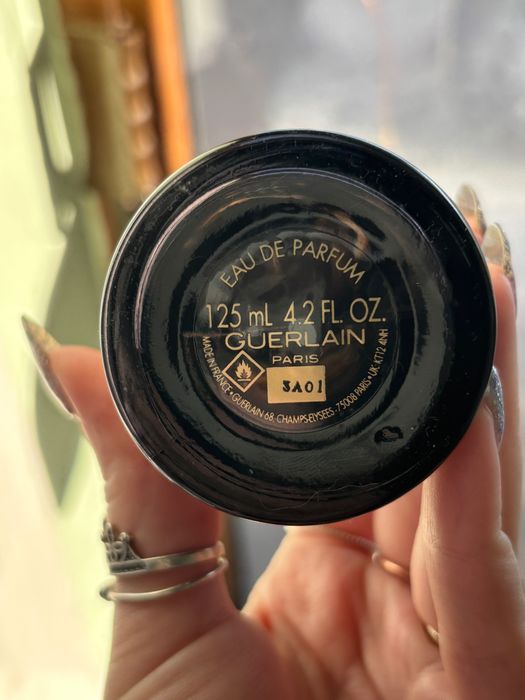 EAU DE PARFUM
125 mL 4.2 FL. OZ.
GUERLAIN
PARIS
3A01
MADE IN FRANCE • GUERLAIN 68, CHAMPS-ELYSEES, 75008 PARIS • UK: KT12 4NH